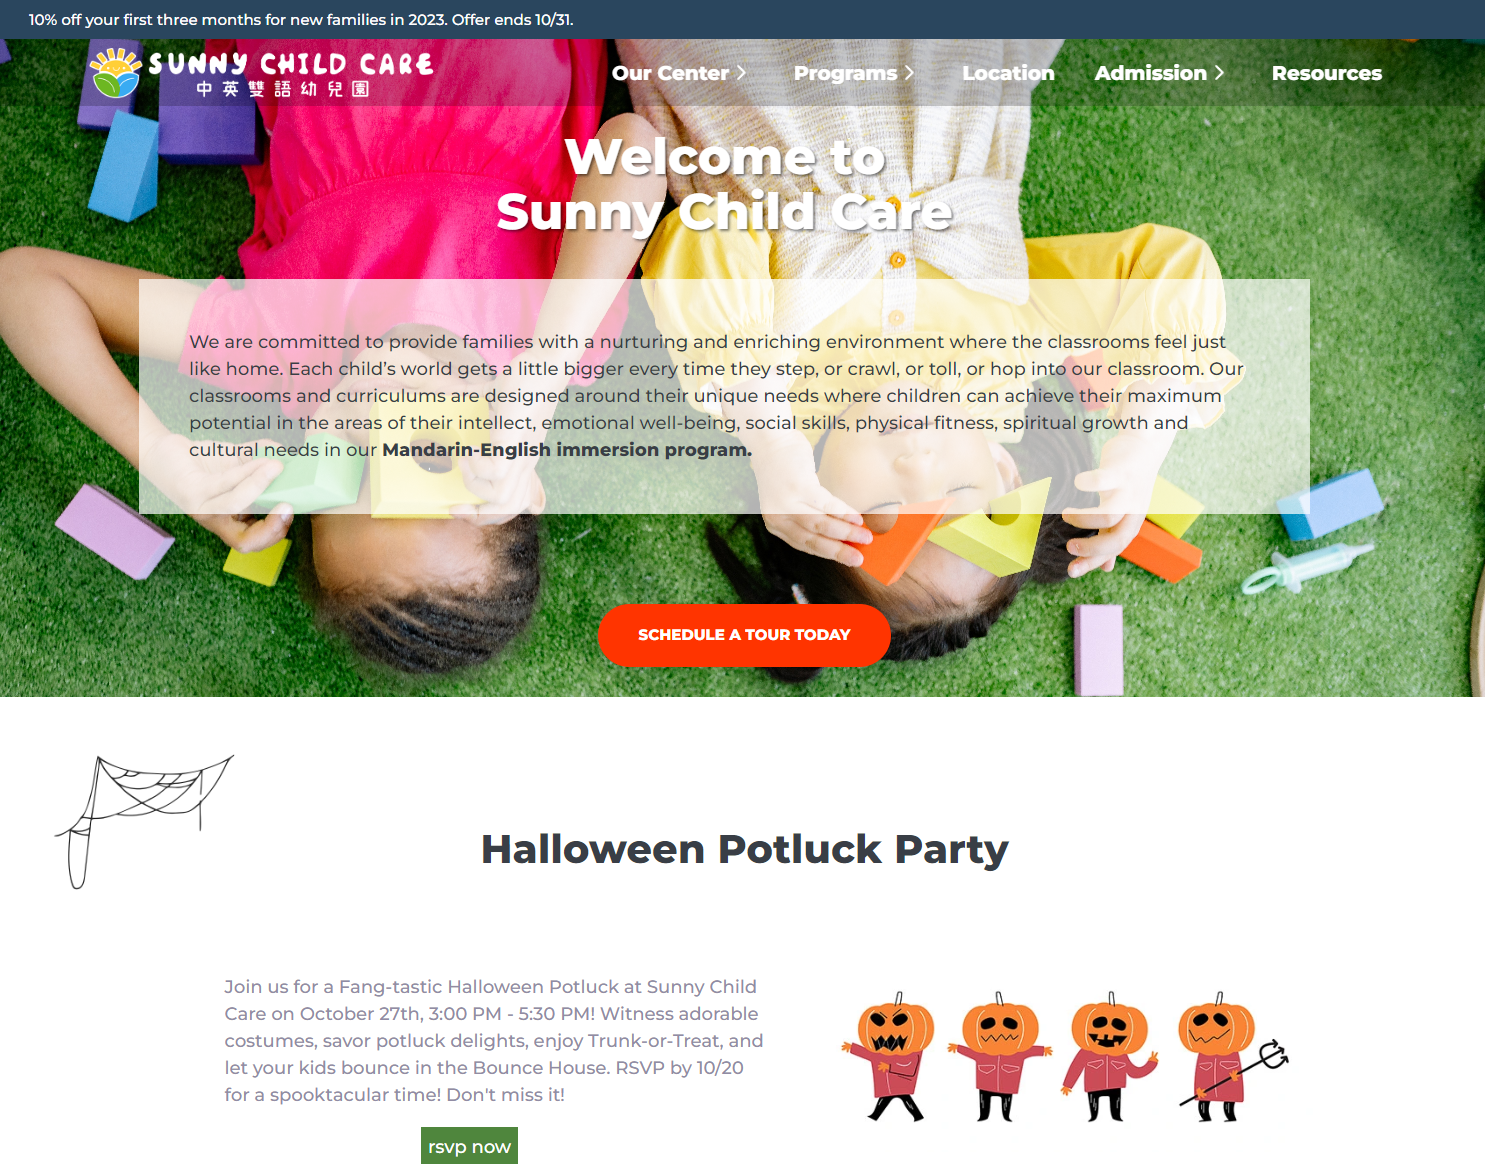 10% off your first three months for new families in 2023. Offer ends 10/31.
SUNNY CHILD CARE
中英雙語幼兒園
Our Center
Programs
Location
Admission
Resources
Welcome to
Sunny Child Care
We are committed to provide families with a nurturing and enriching environment where the classrooms feel just
like home. Each child’s world gets a little bigger every time they step, or crawl, or toll, or hop into our classroom. Our
classrooms and curriculums are designed around their unique needs where children can achieve their maximum
potential in the areas of their intellect, emotional well-being, social skills, physical fitness, spiritual growth and
cultural needs in our Mandarin-English immersion program.
SCHEDULE A TOUR TODAY
Halloween Potluck Party
Join us for a Fang-tastic Halloween Potluck at Sunny Child
Care on October 27th, 3:00 PM - 5:30 PM! Witness adorable
costumes, savor potluck delights, enjoy Trunk-or-Treat, and
let your kids bounce in the Bounce House. RSVP by 10/20
for a spooktacular time! Don't miss it!
rsvp now